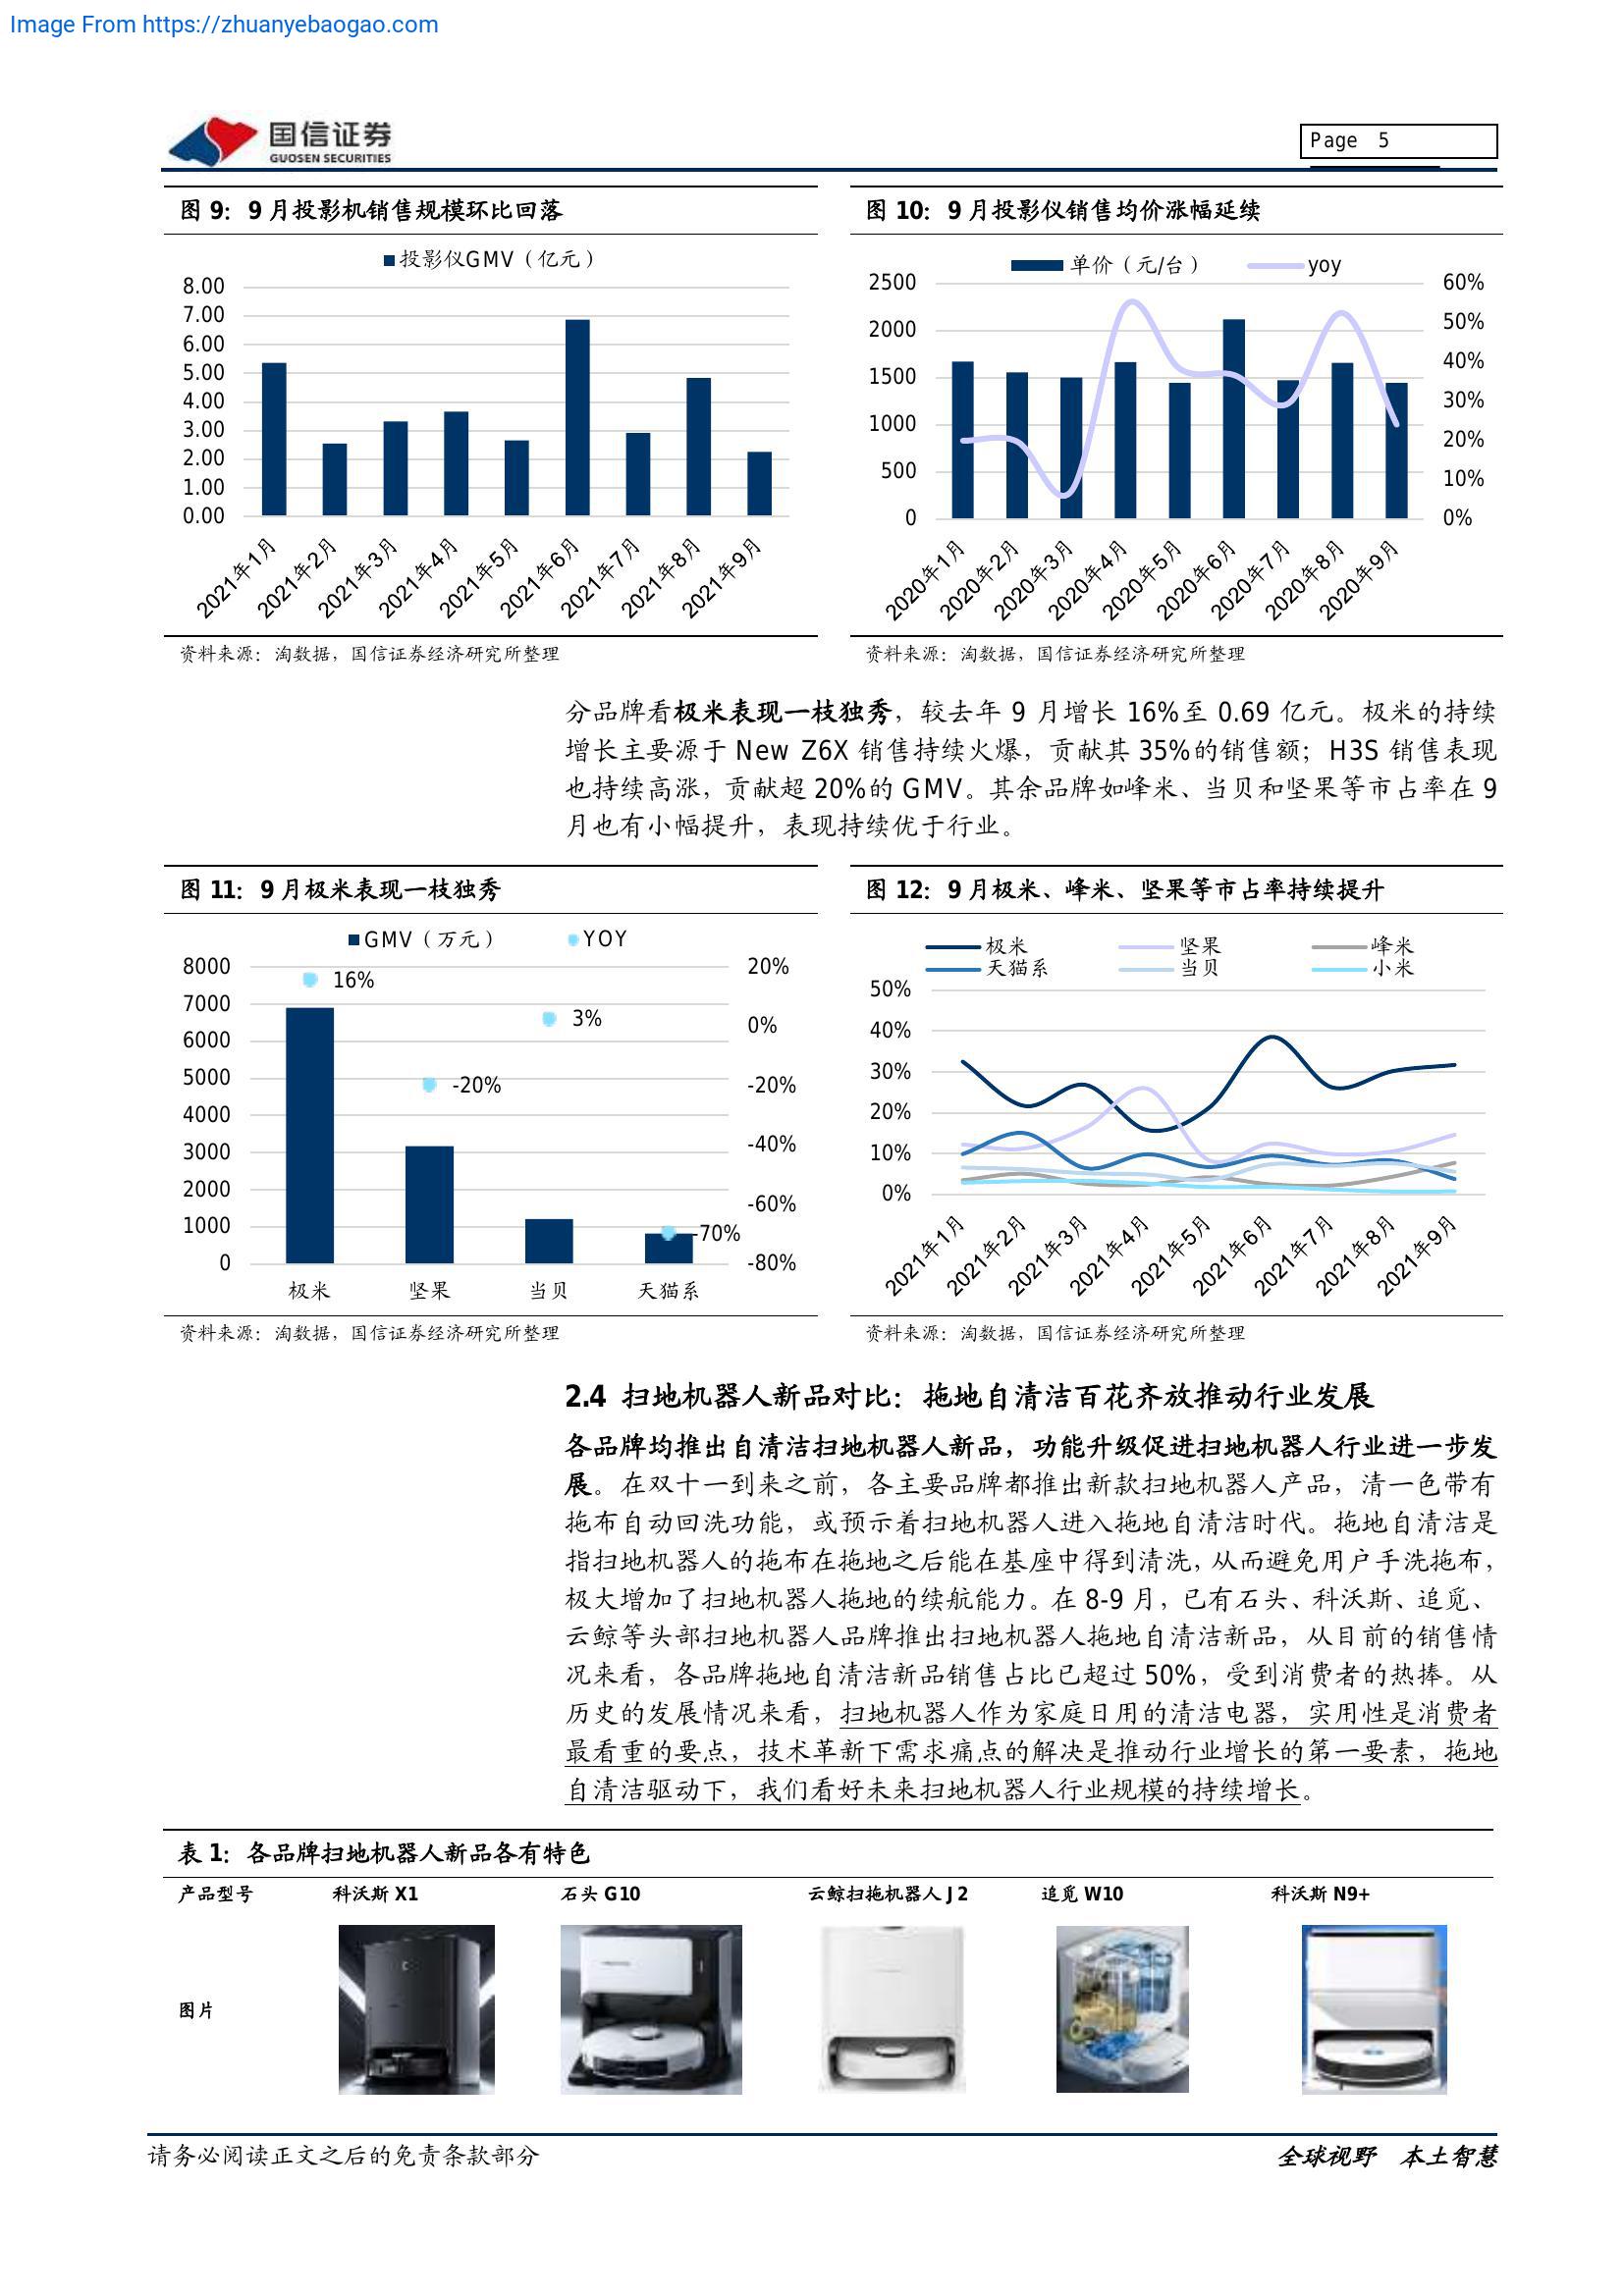 Image From https://zhuanyebaogao.com
国信证券
GUOSEN SECURITIES
Page 5
图 9：9 月投影机销售规模环比回落
投影仪GMV（亿元）
8.00
7.00
6.00
5.00
4.00
3.00
2.00
1.00
0.00
2021年1月
2021年2月
2021年3月
2021年4月
2021年5月
2021年6月
2021年7月
2021年8月
2021年9月
资料来源：淘数据，国信证券经济研究所整理
图 10：9 月投影仪销售均价涨幅延续
单价（元/台） yoy
2500
2000
1500
1000
500
0
60%
50%
40%
30%
20%
10%
0%
2020年1月
2020年2月
2020年3月
2020年4月
2020年5月
2020年6月
2020年7月
2020年8月
2020年9月
资料来源：淘数据，国信证券经济研究所整理
分品牌看极米表现一枝独秀，较去年 9 月增长 16%至 0.69 亿元。极米的持续
增长主要源于 New Z6X 销售持续火爆，贡献其 35%的销售额；H3S 销售表现
也持续高涨，贡献超 20%的 GMV。其余品牌如峰米、当贝和坚果等市占率在 9
月也有小幅提升，表现持续优于行业。
图 11：9 月极米表现一枝独秀
GMV（万元） YOY
8000
7000
6000
5000
4000
3000
2000
1000
0
16%
-20%
3%
-70%
20%
0%
-20%
-40%
-60%
-80%
极米 坚果 当贝 天猫系
资料来源：淘数据，国信证券经济研究所整理
图 12：9 月极米、峰米、坚果等市占率持续提升
极米 坚果 峰米
天猫系 当贝 小米
50%
40%
30%
20%
10%
0%
2021年1月
2021年2月
2021年3月
2021年4月
2021年5月
2021年6月
2021年7月
2021年8月
2021年9月
资料来源：淘数据，国信证券经济研究所整理
2.4 扫地机器人新品对比：拖地自清洁百花齐放推动行业发展
各品牌均推出自清洁扫地机器人新品，功能升级促进扫地机器人行业进一步发
展。在双十一到来之前，各主要品牌都推出新款扫地机器人产品，清一色带有
拖布自动回洗功能，或预示着扫地机器人进入拖地自清洁时代。拖地自清洁是
指扫地机器人的拖布在拖地之后能在基座中得到清洗，从而避免用户手洗拖布，
极大增加了扫地机器人拖地的续航能力。在 8-9 月，已有石头、科沃斯、追觅、
云鲸等头部扫地机器人品牌推出扫地机器人拖地自清洁新品，从目前的销售情
况来看，各品牌拖地自清洁新品销售占比已超过 50%，受到消费者的热捧。从
历史的发展情况来看，扫地机器人作为家庭日用的清洁电器，实用性是消费者
最看重的要点，技术革新下需求痛点的解决是推动行业增长的第一要素，拖地
自清洁驱动下，我们看好未来扫地机器人行业规模的持续增长。
表 1：各品牌扫地机器人新品各有特色
产品型号 科沃斯 X1 石头 G10 云鲸扫拖机器人 J2 追觅 W10 科沃斯 N9+
图片
请务必阅读正文之后的免责条款部分
全球视野 本土智慧